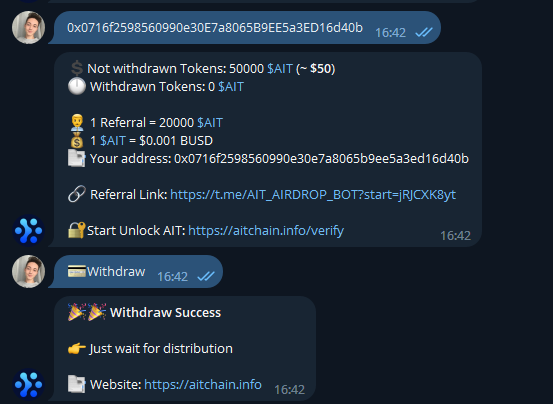 0x0716f2598560990e30E7a8065B9EE5a3ED16d40b 16:42
Not withdrawn Tokens: 50000 $AIT (~ $50)
Withdrawn Tokens: 0 $AIT
1 Referral = 20000 $AIT
1 $AIT = $0.001 BUSD
Your address: 0x0716f2598560990e30e7a8065b9ee5a3ed16d40b
Referral Link: https://t.me/AIT_AIRDROP_BOT?start=jRJCXK8yt
Start Unlock AIT: https://aitchain.info/verify
16:42
Withdraw 16:42
Withdraw Success
Just wait for distribution
Website: https://aitchain.info 16:42